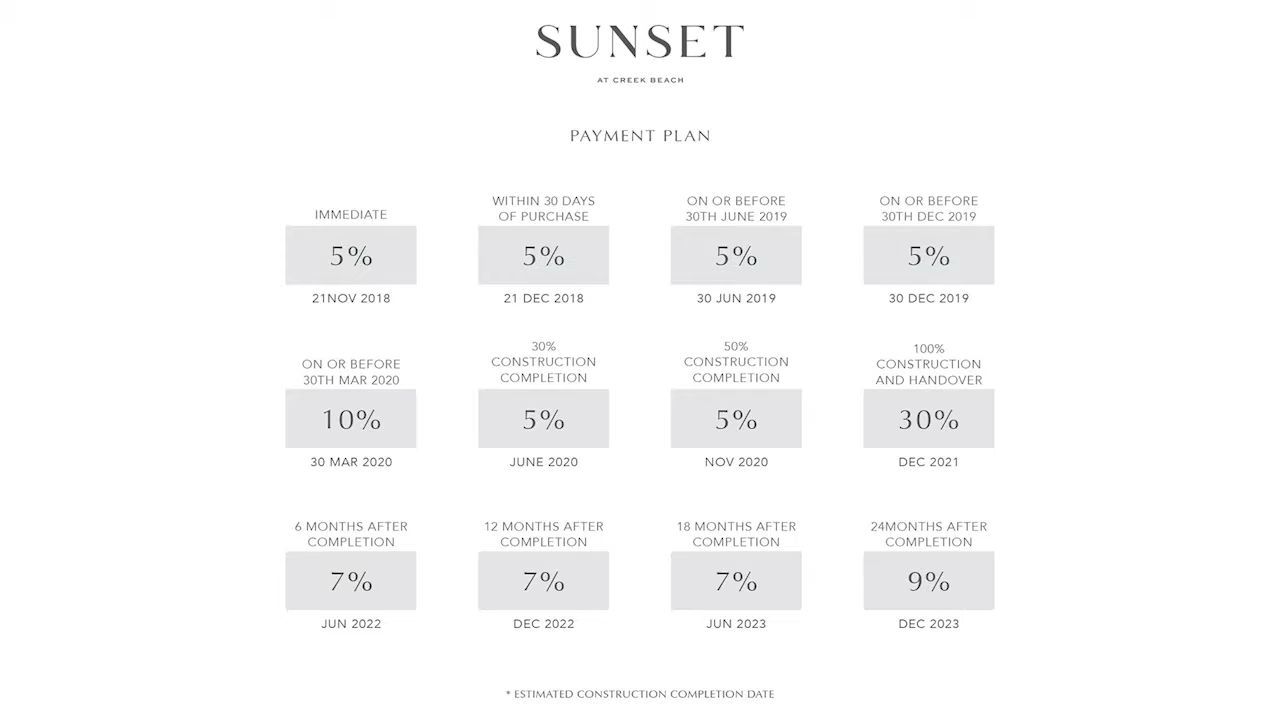 SUNSET
AT CREEK BEACH
PAYMENT PLAN
IMMEDIATE
5%
21NOV 2018
WITHIN 30 DAYS
OF PURCHASE
5%
21 DEC 2018
ON OR BEFORE
30TH JUNE 2019
5%
30 JUN 2019
ON OR BEFORE
30TH DEC 2019
5%
30 DEC 2019
ON OR BEFORE
30TH MAR 2020
10%
30 MAR 2020
30%
CONSTRUCTION
COMPLETION
5%
JUNE 2020
50%
CONSTRUCTION
COMPLETION
5%
NOV 2020
100%
CONSTRUCTION
AND HANDOVER
30%
DEC 2021
6 MONTHS AFTER
COMPLETION
7%
JUN 2022
12 MONTHS AFTER
COMPLETION
7%
DEC 2022
18 MONTHS AFTER
COMPLETION
7%
JUN 2023
24MONTHS AFTER
COMPLETION
9%
DEC 2023
* ESTIMATED CONSTRUCTION COMPLETION DATE